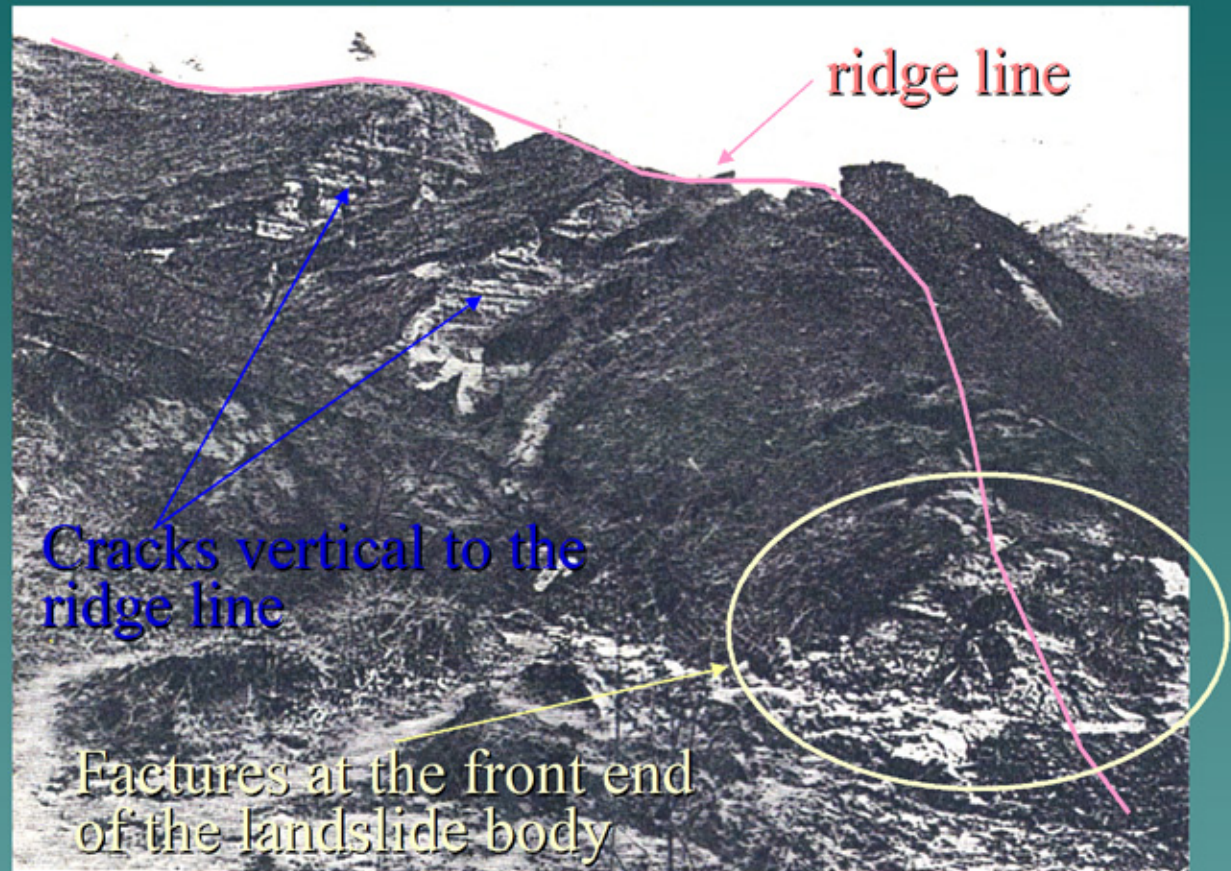 ridge line
Cracks vertical to the
ridge line
Factures at the front end
of the landslide body